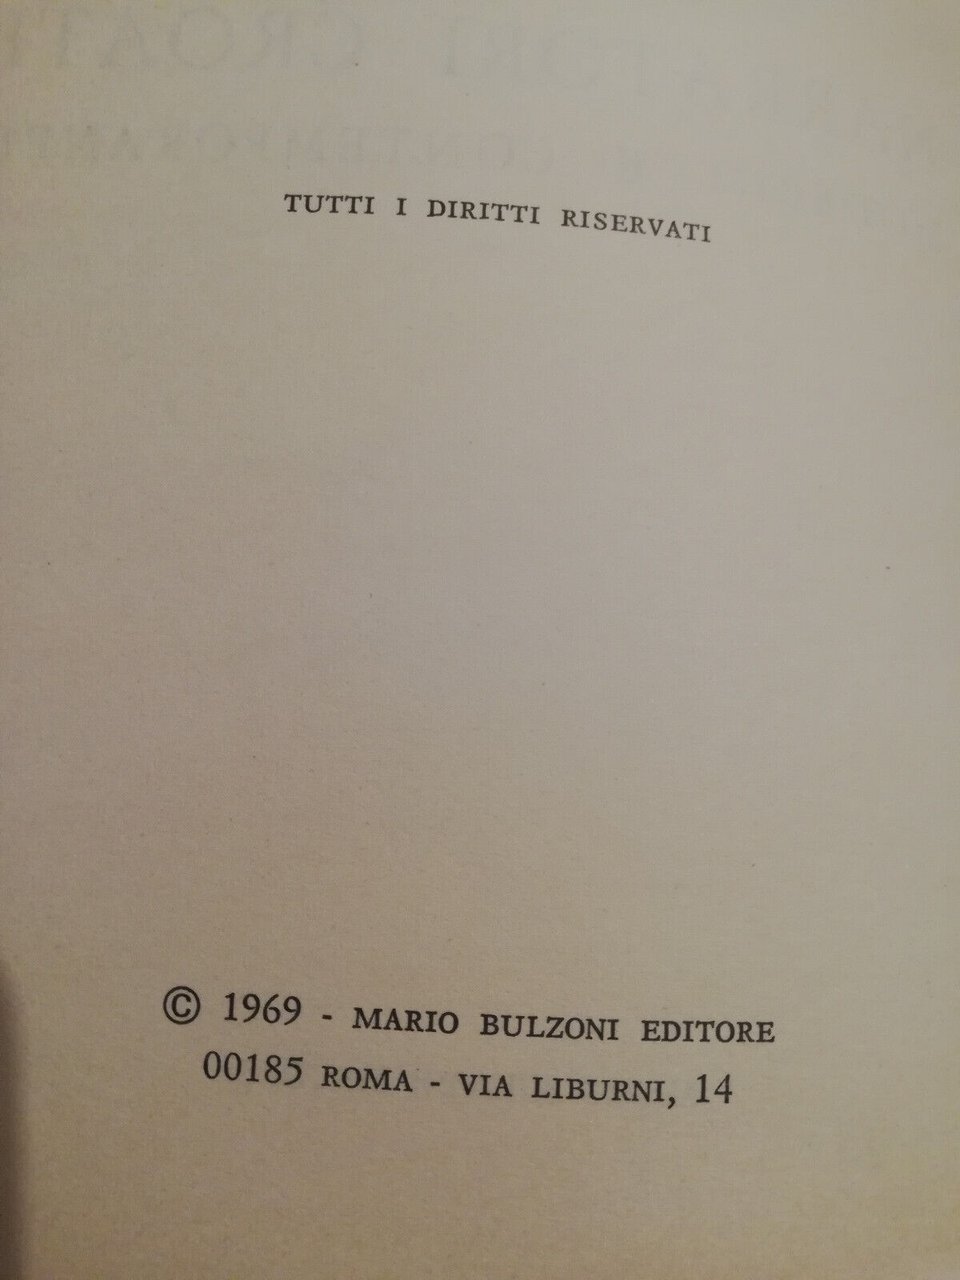 TUTTI I DIRITTI RISERVATI
© 1969 - MARIO BULZONI EDITORE
00185 ROMA - VIA LIBURNI, 14